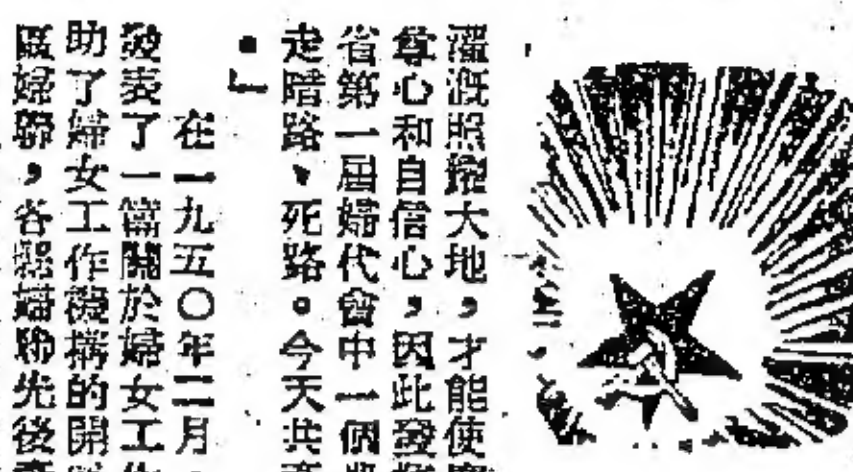 溫溉照耀大地，才能使
尊心和自信心，因此發
省第一屆婦代會中一個
走暗路、死路。今天共
。」
在一九五〇年二月，
發表了一篇關於婦女工作
助了婦女工作機構的開
區婦聯，各縣婦聯先後